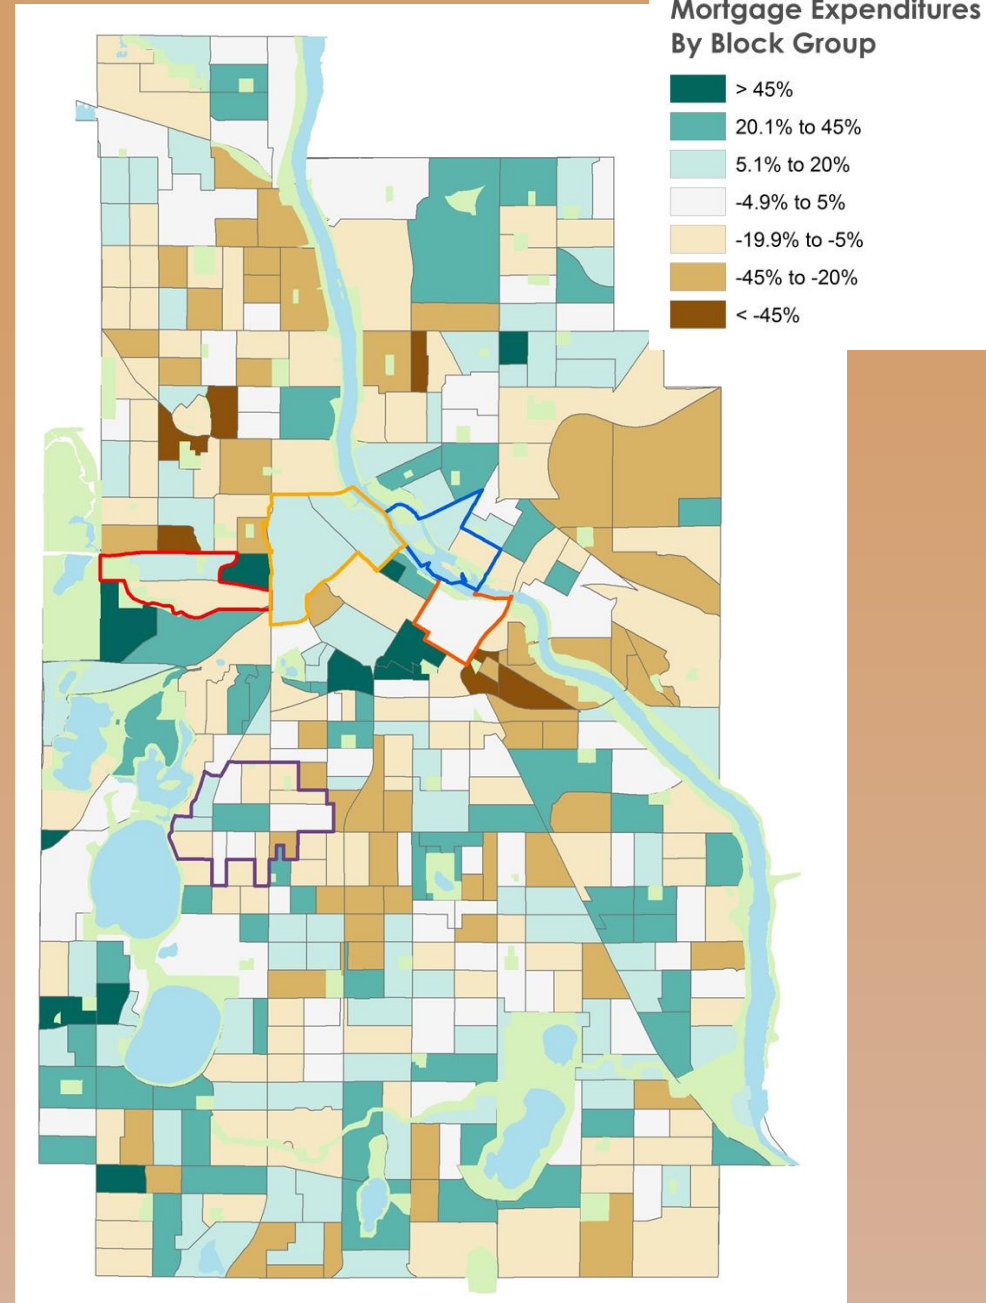 Mortgage Expenditures
By Block Group
> 45%
20.1% to 45%
5.1% to 20%
-4.9% to 5%
-19.9% to -5%
-45% to -20%
< -45%